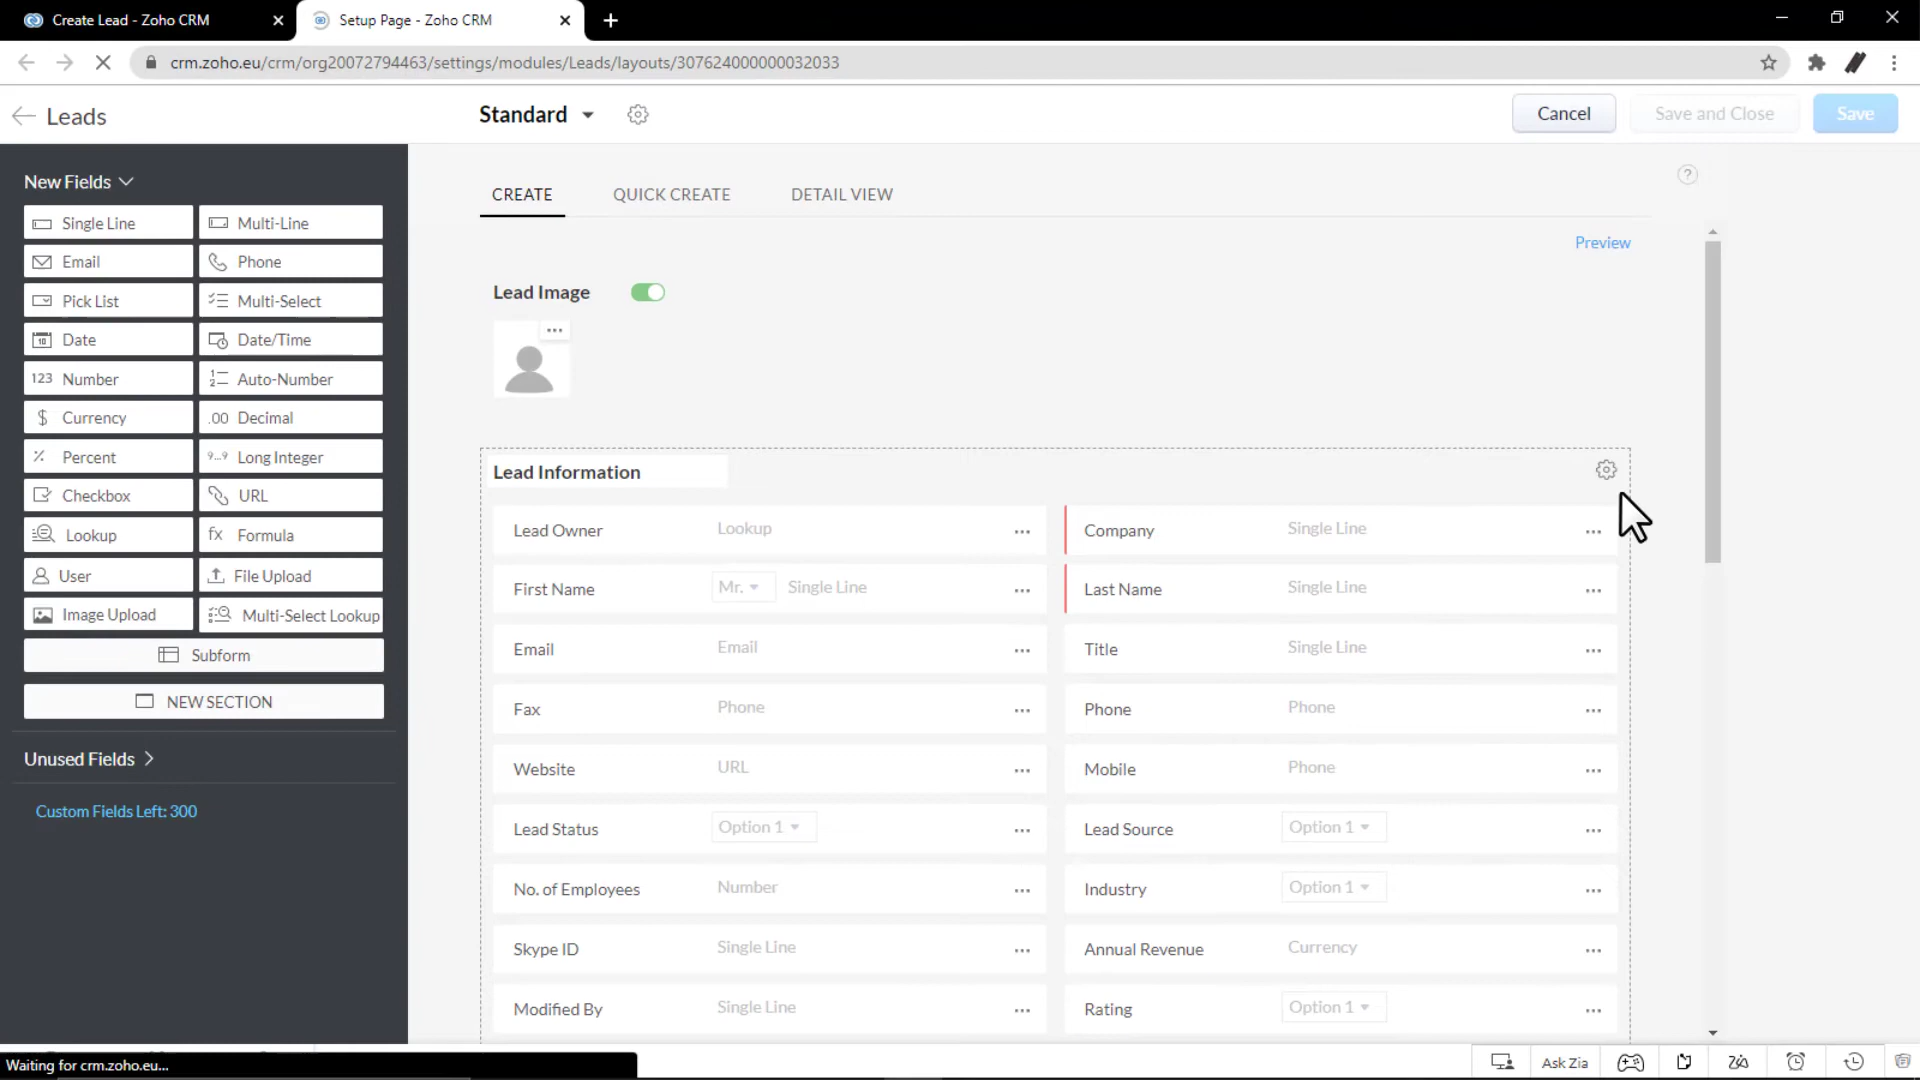 Create Lead - Zoho CRM
Setup Page - Zoho CRM
crm.zoho.eu/crm/org20072794463/settings/modules/Leads/layouts/307624000000032033
Leads
Standard
Cancel
Save and Close
Save
New Fields
Single Line
Multi-Line
Email
Phone
Pick List
Multi-Select
Date
Date/Time
123 Number
Auto-Number
$ Currency
.00 Decimal
Percent
Long Integer
Checkbox
URL
Lookup
fx Formula
User
File Upload
Image Upload
Multi-Select Lookup
Subform
NEW SECTION
Unused Fields
Custom Fields Left: 300
CREATE
QUICK CREATE
DETAIL VIEW
Preview
Lead Image
Lead Information
Lead Owner Lookup
Company Single Line
First Name Mr. Single Line
Last Name Single Line
Email Email
Title Single Line
Fax Phone
Phone Phone
Website URL
Mobile Phone
Lead Status Option 1
Lead Source Option 1
No. of Employees Number
Industry Option 1
Skype ID Single Line
Annual Revenue Currency
Modified By Single Line
Rating Option 1
Waiting for crm.zoho.eu...
Ask Zia